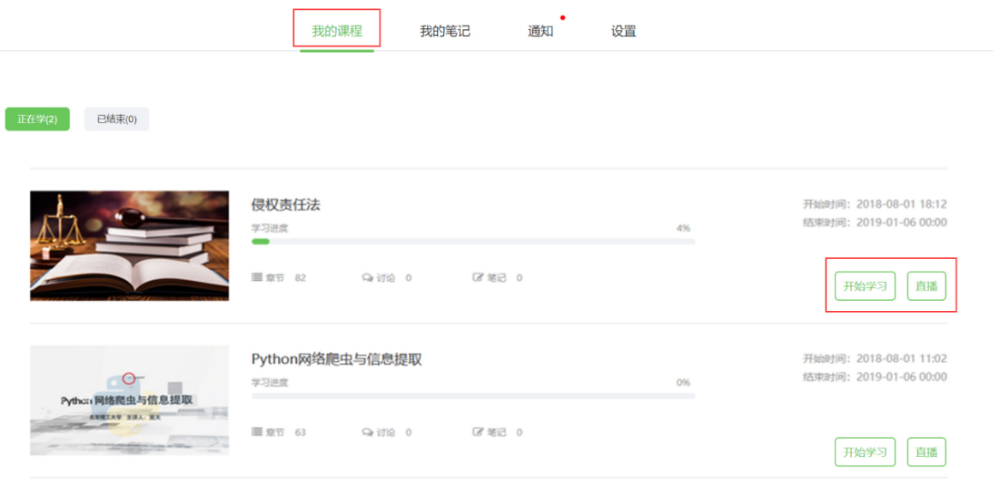 我的课程 我的笔记 通知 设置
正在学(2) 已结束(0)
侵权责任法
学习进度 4%
章节 82 讨论 0 笔记 0
开始时间：2018-08-01 18:12
结束时间：2019-01-06 00:00
开始学习 直播
Python 网络爬虫与信息提取
北京理工大学 主讲人：嵩天
Python网络爬虫与信息提取
学习进度 0%
章节 63 讨论 0 笔记 0
开始时间：2018-08-01 11:02
结束时间：2019-01-06 00:00
开始学习 直播